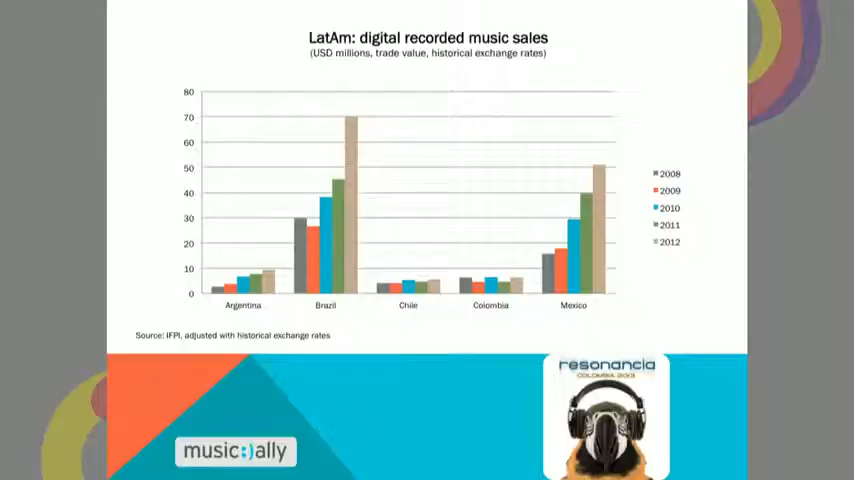 LatAm: digital recorded music sales
(USD millions, trade value, historical exchange rates)
80
70
60
50
40
30
20
10
0
Argentina
Brazil
Chile
Colombia
Mexico
2008
2009
2010
2011
2012
Source: IFPI, adjusted with historical exchange rates
resonancia
COLOMBIA 2013
music:)ally